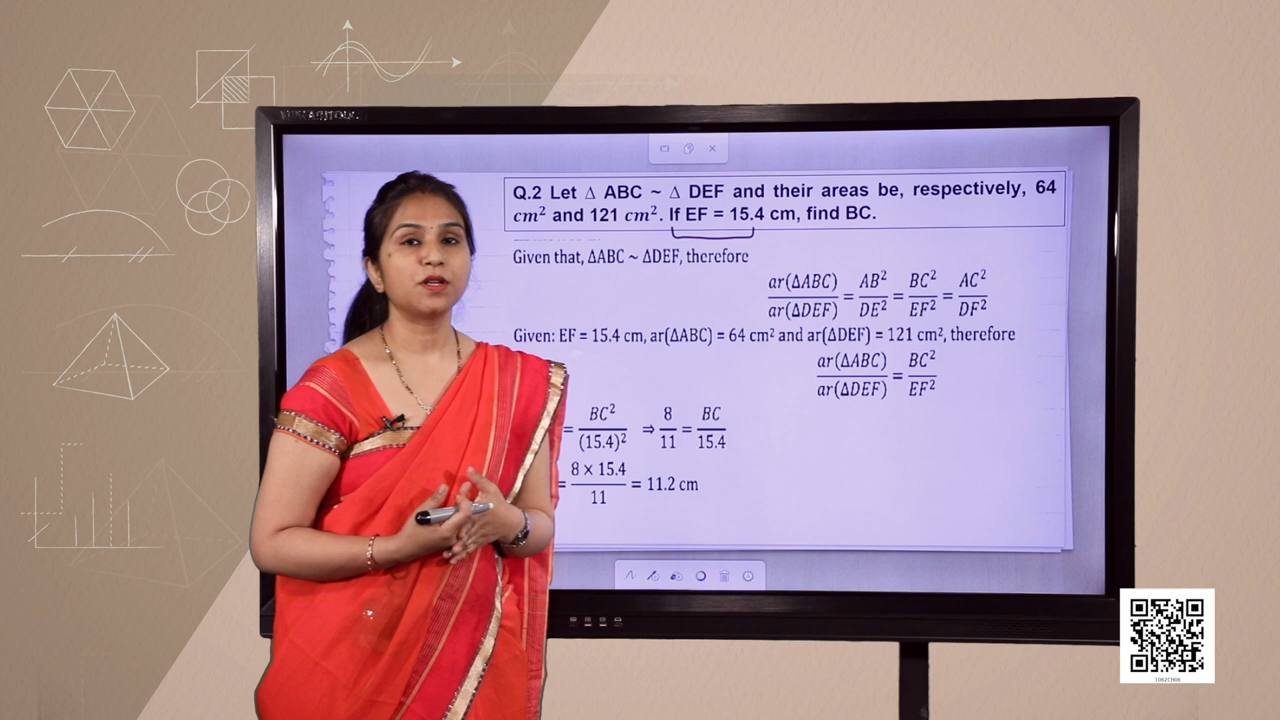 Q.2 Let Δ ABC ~ Δ DEF and their areas be, respectively, 64
cm² and 121 cm². If EF = 15.4 cm, find BC.
Given that, ΔABC ~ ΔDEF, therefore
ar(ΔABC)/ar(ΔDEF) = AB²/DE² = BC²/EF² = AC²/DF²
Given: EF = 15.4 cm, ar(ΔABC) = 64 cm² and ar(ΔDEF) = 121 cm², therefore
ar(ΔABC)/ar(ΔDEF) = BC²/EF²
= BC²/(15.4)² ⇒ 8/11 = BC/15.4
= 8 × 15.4/11 = 11.2 cm
1062CH06